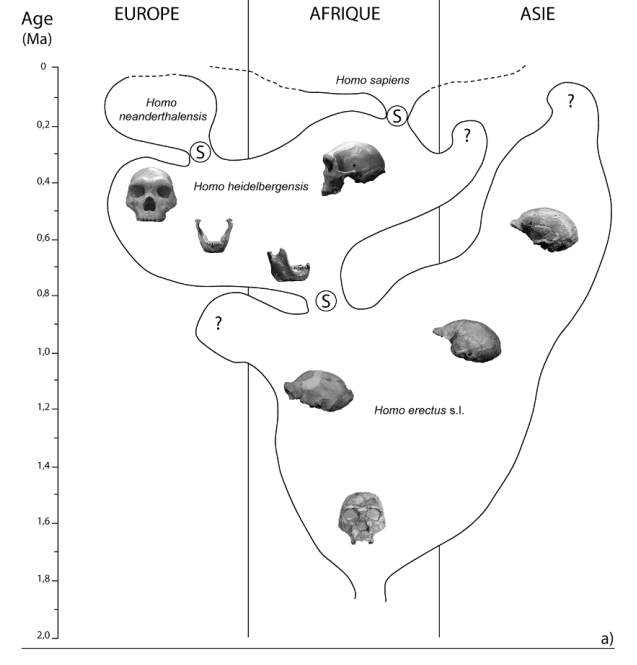 Age
(Ma)
EUROPE
AFRIQUE
ASIE
0
0,2
0,4
0,6
0,8
1,0
1,2
1,4
1,6
1,8
2,0
Homo sapiens
Homo
neanderthalensis
?
S
?
S
Homo heidelbergensis
S
?
Homo erectus s.l.
a)